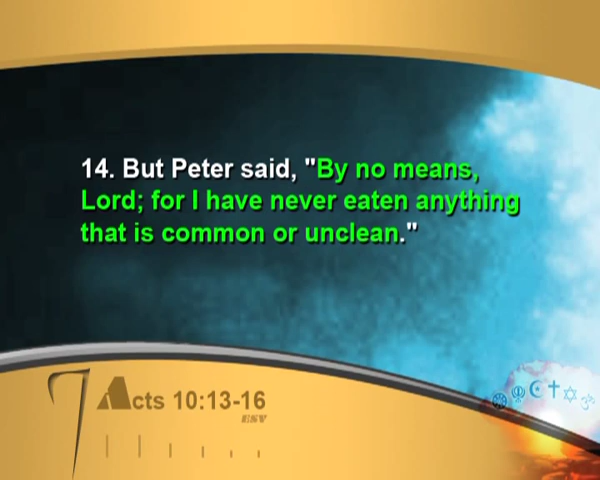 14. But Peter said, "By no means,
Lord; for I have never eaten anything
that is common or unclean."
Acts 10:13-16
ESV